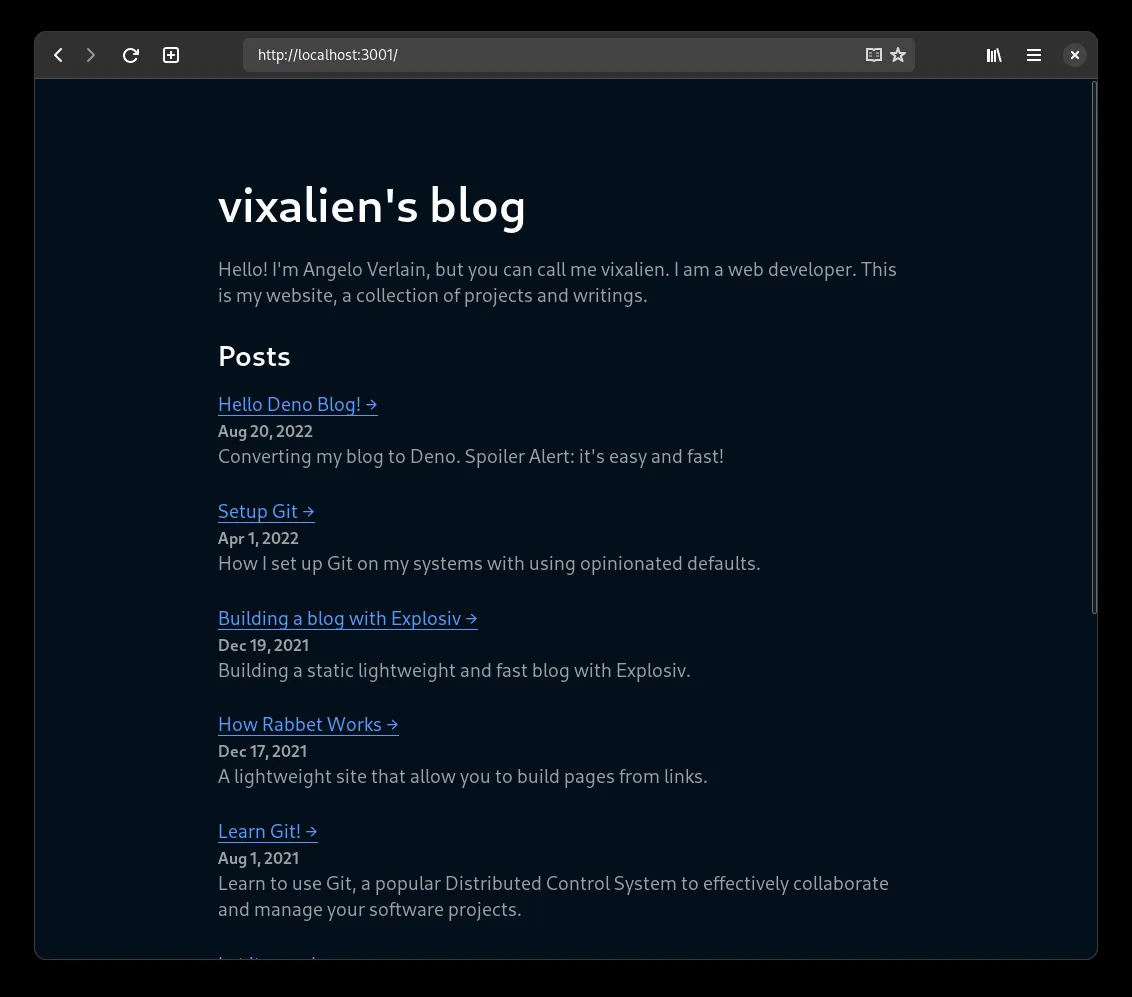 http://localhost:3001/
vixalien's blog
Hello! I'm Angelo Verlain, but you can call me vixalien. I am a web developer. This
is my website, a collection of projects and writings.
Posts
Hello Deno Blog! →
Aug 20, 2022
Converting my blog to Deno. Spoiler Alert: it's easy and fast!
Setup Git →
Apr 1, 2022
How I set up Git on my systems with using opinionated defaults.
Building a blog with Explosiv →
Dec 19, 2021
Building a static lightweight and fast blog with Explosiv.
How Rabbet Works →
Dec 17, 2021
A lightweight site that allow you to build pages from links.
Learn Git! →
Aug 1, 2021
Learn to use Git, a popular Distributed Control System to effectively collaborate
and manage your software projects.